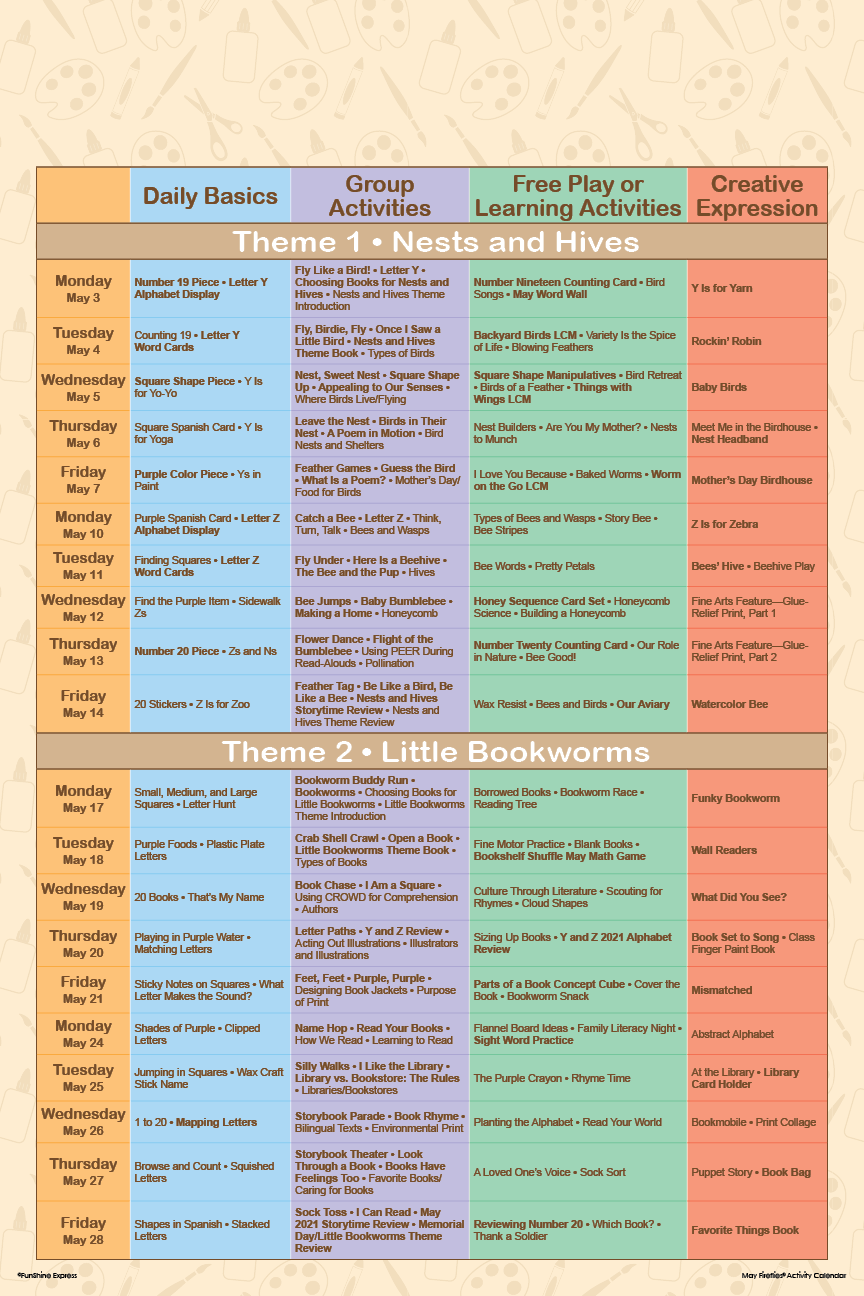 Daily Basics
Group
Activities
Free Play or
Learning Activities
Creative
Expression
Theme 1 • Nests and Hives
Monday
May 3
Number 19 Piece • Letter Y
Alphabet Display
Fly Like a Bird! • Letter Y •
Choosing Books for Nests and
Hives • Nests and Hives Theme
Introduction
Number Nineteen Counting Card • Bird
Songs • May Word Wall
Y Is for Yarn
Tuesday
May 4
Counting 19 • Letter Y
Word Cards
Fly, Birdie, Fly • Once I Saw a
Little Bird • Nests and Hives
Theme Book • Types of Birds
Backyard Birds LCM • Variety Is the Spice
of Life • Blowing Feathers
Rockin' Robin
Wednesday
May 5
Square Shape Piece • Y Is
for Yo-Yo
Nest, Sweet Nest • Square Shape
Up • Appealing to Our Senses •
Where Birds Live/Flying
Square Shape Manipulatives • Bird Retreat
• Birds of a Feather • Things with
Wings LCM
Baby Birds
Thursday
May 6
Square Spanish Card • Y Is
for Yoga
Leave the Nest • Birds in Their
Nest • A Poem in Motion • Bird
Nests and Shelters
Nest Builders • Are You My Mother? • Nests
to Munch
Meet Me in the Birdhouse •
Nest Headband
Friday
May 7
Purple Color Piece • Ys in
Paint
Feather Games • Guess the Bird
• What Is a Poem? • Mother's Day/
Food for Birds
I Love You Because • Baked Worms • Worm
on the Go LCM
Mother's Day Birdhouse
Monday
May 10
Purple Spanish Card • Letter Z
Alphabet Display
Catch a Bee • Letter Z • Think,
Turn, Talk • Bees and Wasps
Types of Bees and Wasps • Story Bee •
Bee Stripes
Z Is for Zebra
Tuesday
May 11
Finding Squares • Letter Z
Word Cards
Fly Under • Here Is a Beehive •
The Bee and the Pup • Hives
Bee Words • Pretty Petals
Bees' Hive • Beehive Play
Wednesday
May 12
Find the Purple Item • Sidewalk
Zs
Bee Jumps • Baby Bumblebee •
Making a Home • Honeycomb
Honey Sequence Card Set • Honeycomb
Science • Building a Honeycomb
Fine Arts Feature—Glue-
Relief Print, Part 1
Thursday
May 13
Number 20 Piece • Zs and Ns
Flower Dance • Flight of the
Bumblebee • Using PEER During
Read-Alouds • Pollination
Number Twenty Counting Card • Our Role
in Nature • Bee Good!
Fine Arts Feature—Glue-
Relief Print, Part 2
Friday
May 14
20 Stickers • Z Is for Zoo
Feather Tag • Be Like a Bird, Be
Like a Bee • Nests and Hives
Storytime Review • Nests and
Hives Theme Review
Wax Resist • Bees and Birds • Our Aviary
Watercolor Bee
Theme 2 • Little Bookworms
Monday
May 17
Small, Medium, and Large
Squares • Letter Hunt
Bookworm Buddy Run •
Bookworms • Choosing Books for
Little Bookworms • Little Bookworms
Theme Introduction
Borrowed Books • Bookworm Race •
Reading Tree
Funky Bookworm
Tuesday
May 18
Purple Foods • Plastic Plate
Letters
Crab Shell Crawl • Open a Book •
Little Bookworms Theme Book •
Types of Books
Fine Motor Practice • Blank Books •
Bookshelf Shuffle May Math Game
Wall Readers
Wednesday
May 19
20 Books • That's My Name
Book Chase • I Am a Square •
Using CROWD for Comprehension
• Authors
Culture Through Literature • Scouting for
Rhymes • Cloud Shapes
What Did You See?
Thursday
May 20
Playing in Purple Water •
Matching Letters
Letter Paths • Y and Z Review •
Acting Out Illustrations • Illustrators
and Illustrations
Sizing Up Books • Y and Z 2021 Alphabet
Review
Book Set to Song • Class
Finger Paint Book
Friday
May 21
Sticky Notes on Squares • What
Letter Makes the Sound?
Feet, Feet • Purple, Purple •
Designing Book Jackets • Purpose
of Print
Parts of a Book Concept Cube • Cover the
Book • Bookworm Snack
Mismatched
Monday
May 24
Shades of Purple • Clipped
Letters
Name Hop • Read Your Books •
How We Read • Learning to Read
Flannel Board Ideas • Family Literacy Night •
Sight Word Practice
Abstract Alphabet
Tuesday
May 25
Jumping in Squares • Wax Craft
Stick Name
Silly Walks • I Like the Library •
Library vs. Bookstore: The Rules
• Libraries/Bookstores
The Purple Crayon • Rhyme Time
At the Library • Library
Card Holder
Wednesday
May 26
1 to 20 • Mapping Letters
Storybook Parade • Book Rhyme •
Bilingual Texts • Environmental Print
Planting the Alphabet • Read Your World
Bookmobile • Print Collage
Thursday
May 27
Browse and Count • Squished
Letters
Storybook Theater • Look
Through a Book • Books Have
Feelings Too • Favorite Books/
Caring for Books
A Loved One's Voice • Sock Sort
Puppet Story • Book Bag
Friday
May 28
Shapes in Spanish • Stacked
Letters
Sock Toss • I Can Read • May
2021 Storytime Review • Memorial
Day/Little Bookworms Theme
Review
Reviewing Number 20 • Which Book? •
Thank a Soldier
Favorite Things Book
©FunShine Express
May Fireflies® Activity Calendar